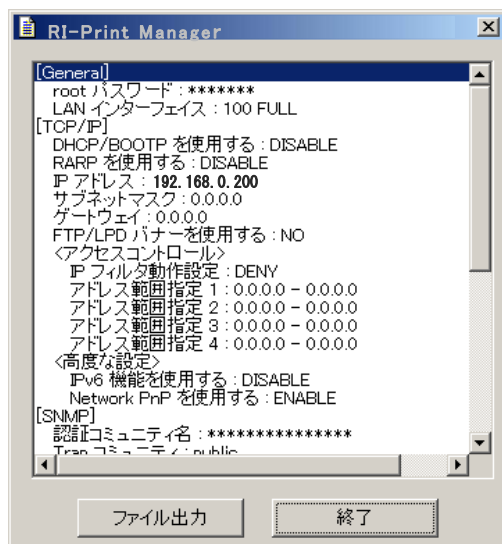 RI-Print Manager
[General]
root パスワード : *******
LAN インターフェイス : 100 FULL
[TCP/IP]
DHCP/BOOTP を使用する : DISABLE
RARP を使用する : DISABLE
IP アドレス : 192.168.0.200
サブネットマスク : 0.0.0.0
ゲートウェイ : 0.0.0.0
FTP/LPD バナーを使用する : NO
<アクセスコントロール>
IP フィルタ動作設定 : DENY
アドレス範囲指定 1 : 0.0.0.0 - 0.0.0.0
アドレス範囲指定 2 : 0.0.0.0 - 0.0.0.0
アドレス範囲指定 3 : 0.0.0.0 - 0.0.0.0
アドレス範囲指定 4 : 0.0.0.0 - 0.0.0.0
<高度な設定>
IPv6 機能を使用する : DISABLE
Network PnP を使用する : ENABLE
[SNMP]
認証コミュニティ名 : ***************
Trap コミュニティ : public
ファイル出力
終了